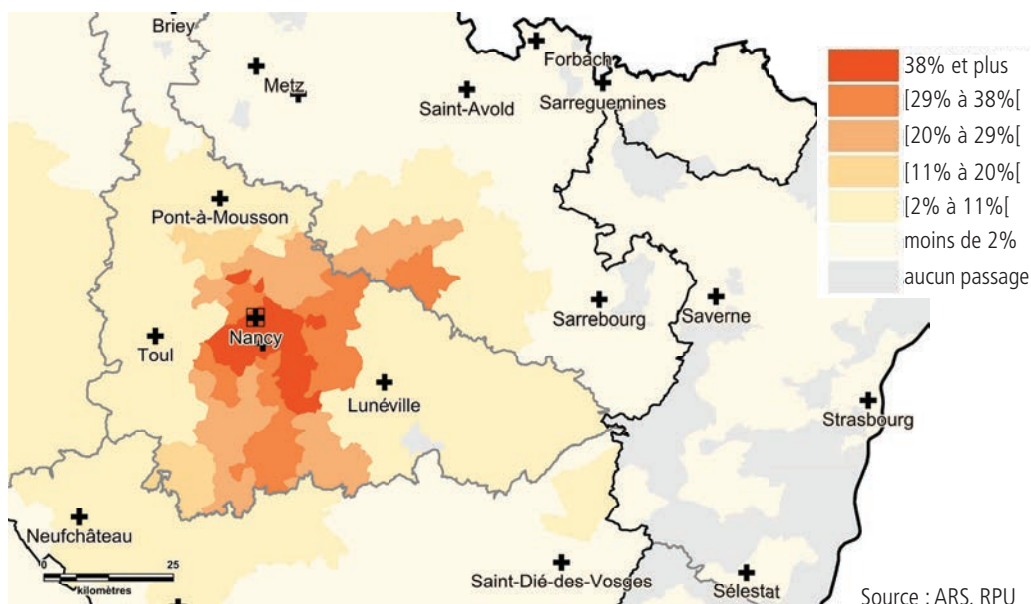 Briey
Forbach
Metz
Saint-Avold
Sarreguemines
38% et plus
[29% à 38%[
[20% à 29%[
[11% à 20%[
[2% à 11%[
moins de 2%
aucun passage
Pont-à-Mousson
Sarrebourg
Saverne
Nancy
Toul
Lunéville
Strasbourg
Neufchâteau
0 25
kilomètres
Saint-Dié-des-Vosges
Sélestat
Source : ARS, RPU